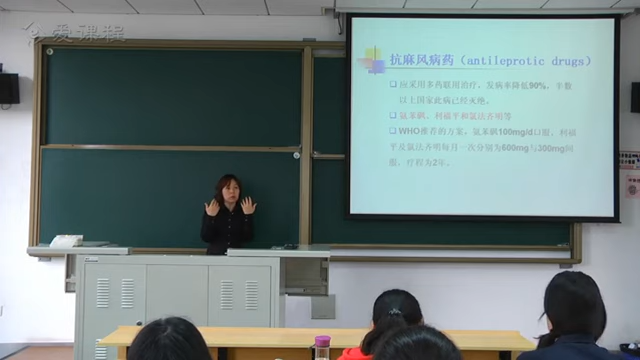 爱课程
抗麻风病药（antileprotic drugs）
应采用多药联用治疗，发病率降低90%，半数
以上国家此病已经灭绝。
氨苯砜、利福平和氯法齐明等
WHO推荐的方案，氨苯砜100mg/d口服，利福
平及氯法齐明每月一次分别为600mg与300mg间
服，疗程为2年。